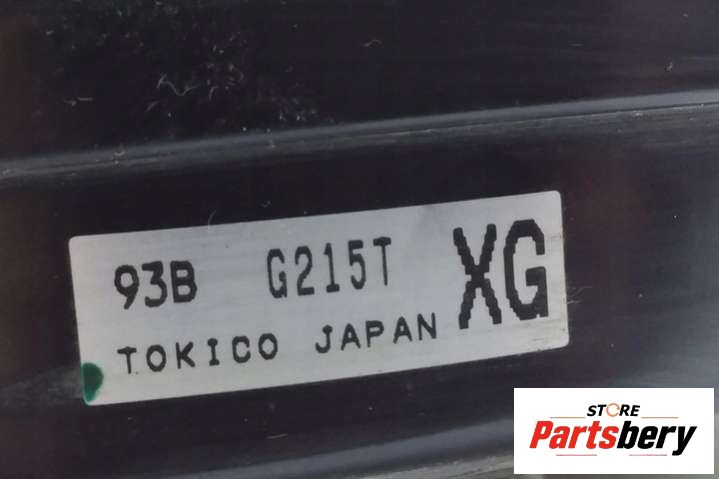 93B G215T XG
TOKICO JAPAN
STORE
Partsbery